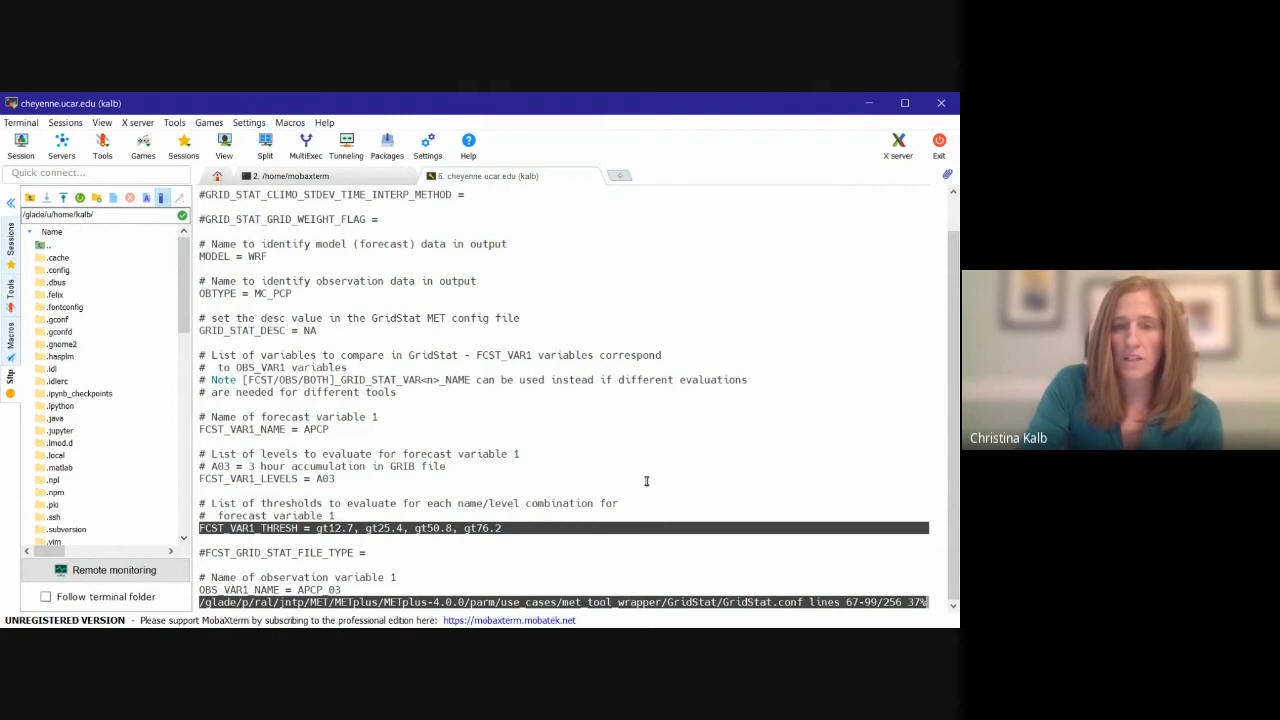 cheyenne.ucar.edu (kalb)
Terminal Sessions View X server Tools Games Settings Macros Help
Session Servers Tools Games Sessions View Split MultiExec Tunneling Packages Settings Help X server Exit
Quick connect...
2. /home/mobaxterm
6. cheyenne.ucar.edu (kalb)
/glade/u/home/kalb/
Name
..
.cache
.config
.dbus
.felix
.fontconfig
.gconf
.gconfd
.gnome2
.hasplm
.idl
.idlerc
.ipynb_checkpoints
.ipython
.java
.jupyter
.lmod.d
.local
.matlab
.npl
.npm
.pki
.ssh
.subversion
.vim
Sessions
Tools
Macros
Sftp
Remote monitoring
Follow terminal folder
#GRID_STAT_CLIMO_STDEV_TIME_INTERP_METHOD =
#GRID_STAT_GRID_WEIGHT_FLAG =
# Name to identify model (forecast) data in output
MODEL = WRF
# Name to identify observation data in output
OBTYPE = MC_PCP
# set the desc value in the GridStat MET config file
GRID_STAT_DESC = NA
# List of variables to compare in GridStat - FCST_VAR1 variables correspond
#  to OBS_VAR1 variables
# Note [FCST/OBS/BOTH]_GRID_STAT_VAR<n>_NAME can be used instead if different evaluations
# are needed for different tools
# Name of forecast variable 1
FCST_VAR1_NAME = APCP
# List of levels to evaluate for forecast variable 1
# A03 = 3 hour accumulation in GRIB file
FCST_VAR1_LEVELS = A03
# List of thresholds to evaluate for each name/level combination for
#  forecast variable 1
FCST_VAR1_THRESH = gt12.7, gt25.4, gt50.8, gt76.2
#FCST_GRID_STAT_FILE_TYPE =
# Name of observation variable 1
OBS_VAR1_NAME = APCP_03
/glade/p/ral/jntp/MET/METplus/METplus-4.0.0/parm/use_cases/met_tool_wrapper/GridStat/GridStat.conf lines 67-99/256 37%
UNREGISTERED VERSION - Please support MobaXterm by subscribing to the professional edition here: https://mobaxterm.mobatek.net
Christina Kalb